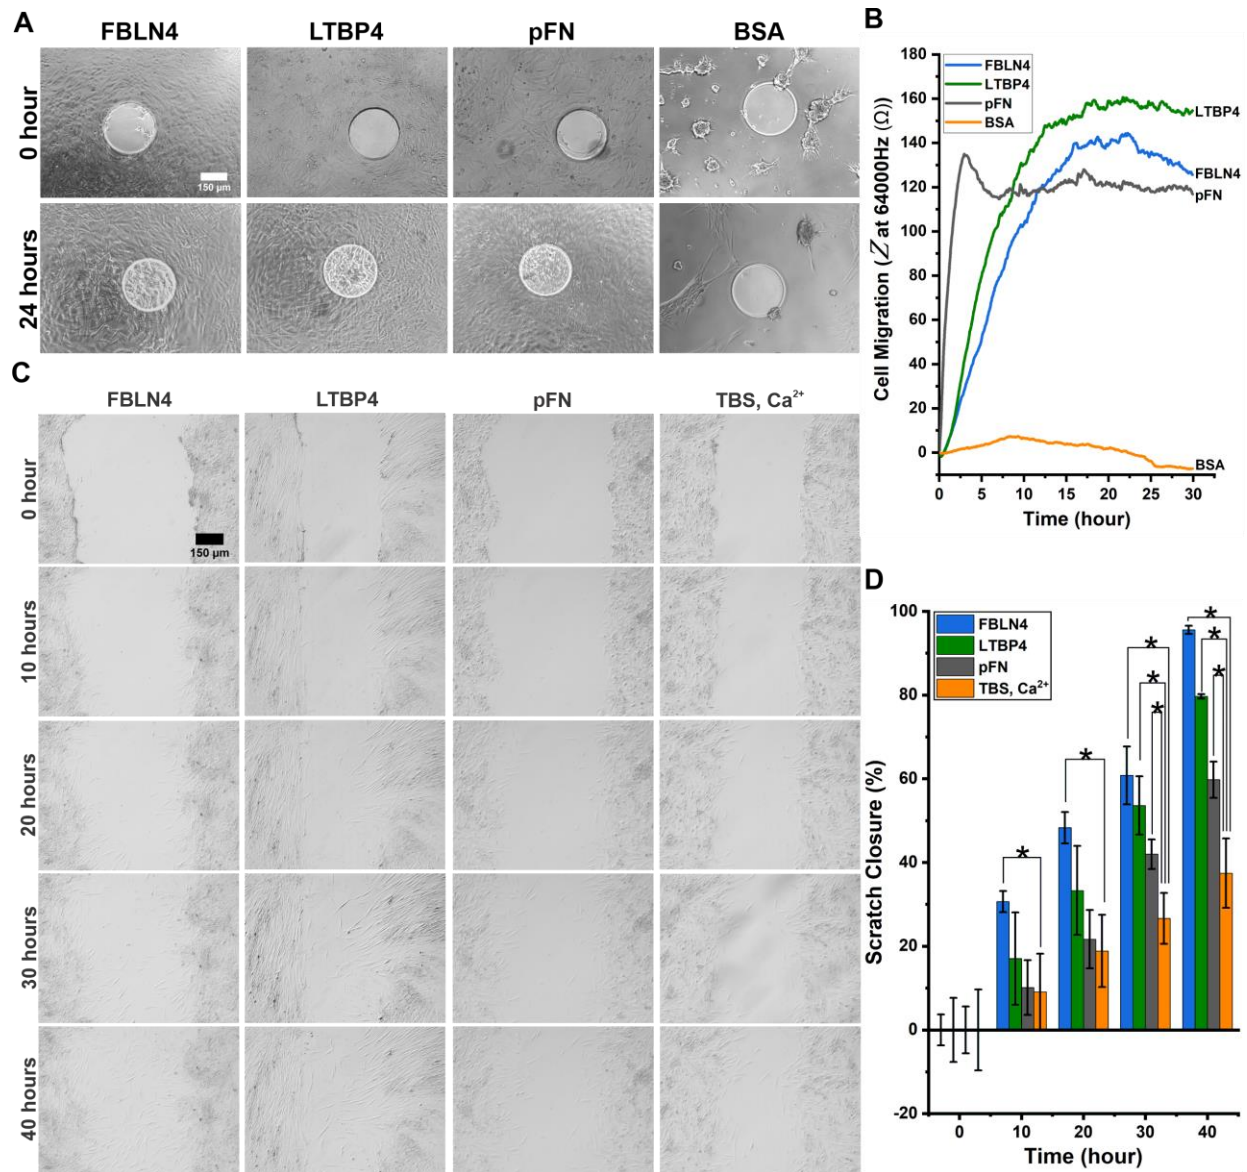 A
FBLN4 LTBP4 pFN BSA
0 hour
150 µm
24 hours
B
180
160
140
120
100
80
60
40
20
0
0 5 10 15 20 25 30
Cell Migration (Z at 64000Hz (Ω))
Time (hour)
FBLN4
LTBP4
pFN
BSA
LTBP4
FBLN4
pFN
BSA
C
FBLN4 LTBP4 pFN TBS, Ca²⁺
0 hour
150 µm
10 hours
20 hours
30 hours
40 hours
D
100
80
60
40
20
0
-20
0 10 20 30 40
Scratch Closure (%)
Time (hour)
FBLN4
LTBP4
pFN
TBS, Ca²⁺
*
*
*
*
*
*
*
*